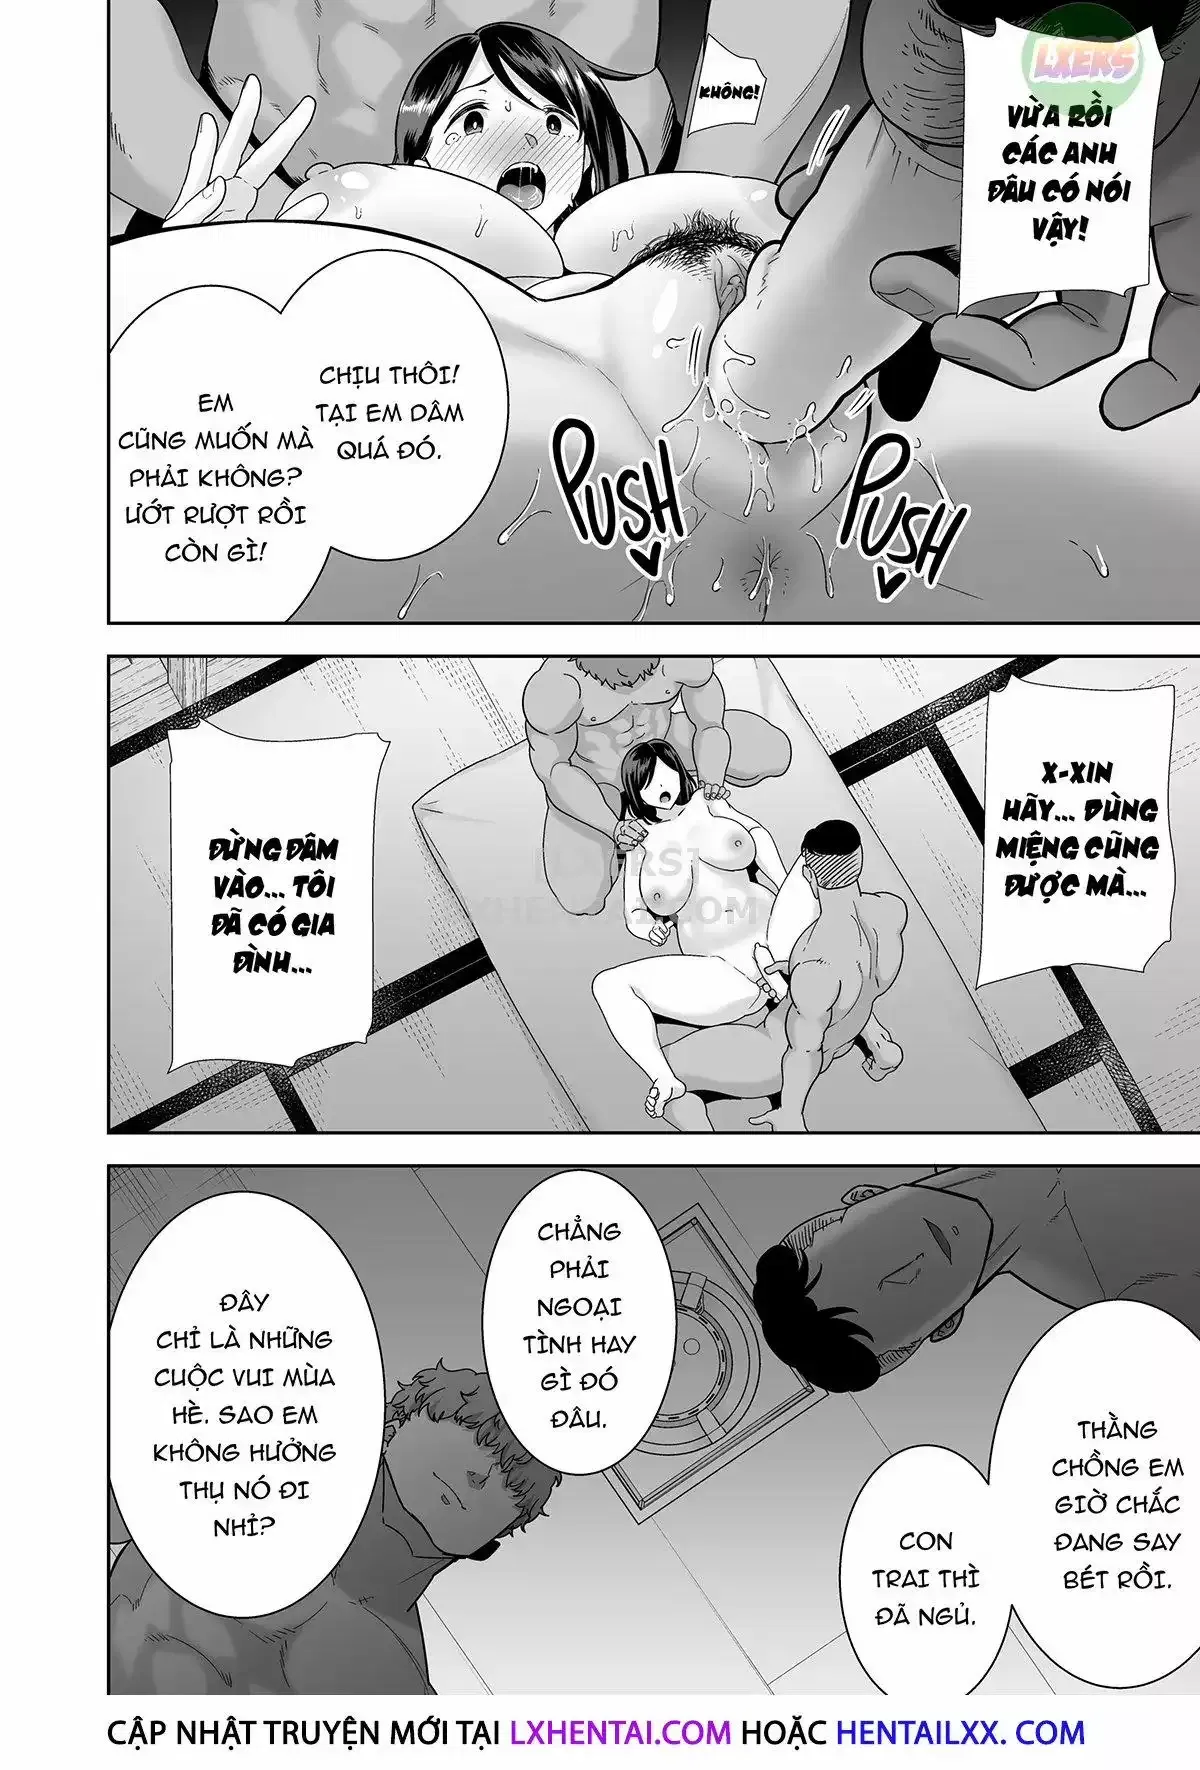 LXERS
KHÔNG!
VỪA RỒI
CÁC ANH
ĐÂU CÓ NÓI
VẬY!
CHỊU THÔI!
TẠI EM DÂM
QUÁ ĐÓ.
EM
CŨNG MUỐN MÀ
PHẢI KHÔNG?
ƯỚT RƯỢT RỒI
CÒN GÌ!
PUSH
PUSH
X-XIN
HÃY... DÙNG
MIỆNG CŨNG
ĐƯỢC MÀ...
ĐỪNG ĐÂM
VÀO... TÔI
ĐÃ CÓ GIA
ĐÌNH...
THẰNG
CHỒNG EM
GIỜ CHẮC
ĐANG SAY
BÉT RỒI.
CON
TRAI THÌ
ĐÃ NGỦ.
CHẲNG
PHẢI
NGOẠI
TÌNH HAY
GÌ ĐÓ
ĐÂU.
ĐÂY
CHỈ LÀ NHỮNG
CUỘC VUI MÙA
HÈ. SAO EM
KHÔNG HƯỞNG
THỤ NÓ ĐI
NHỈ?
CẬP NHẬT TRUYỆN MỚI TẠI LXHENTAI.COM HOẶC HENTAILXX. COM